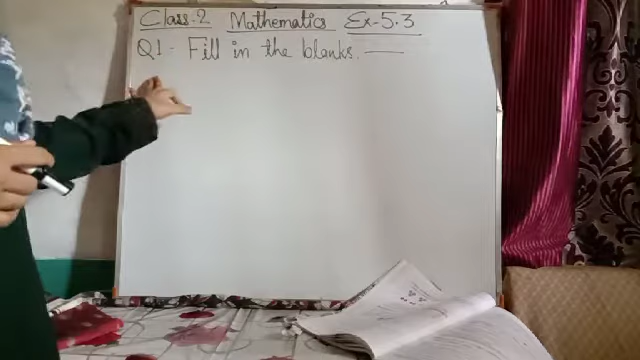 Class-2 Mathematics Ex-5.3
Q1- Fill in the blanks.